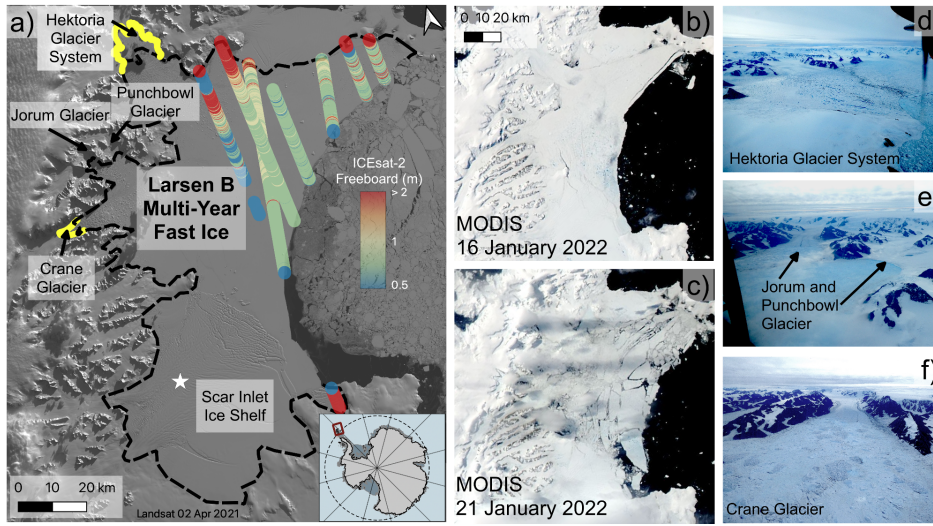 a)
Hektoria
Glacier
System
Punchbowl
Glacier
Jorum Glacier
Larsen B
Multi-Year
Fast Ice
ICEsat-2
Freeboard (m)
> 2
1
0.5
Crane
Glacier
Scar Inlet
Ice Shelf
0 10 20 km
Landsat 02 Apr 2021
b)
0 10 20 km
MODIS
16 January 2022
c)
MODIS
21 January 2022
d
Hektoria Glacier System
e
Jorum and
Punchbowl
Glacier
f)
Crane Glacier